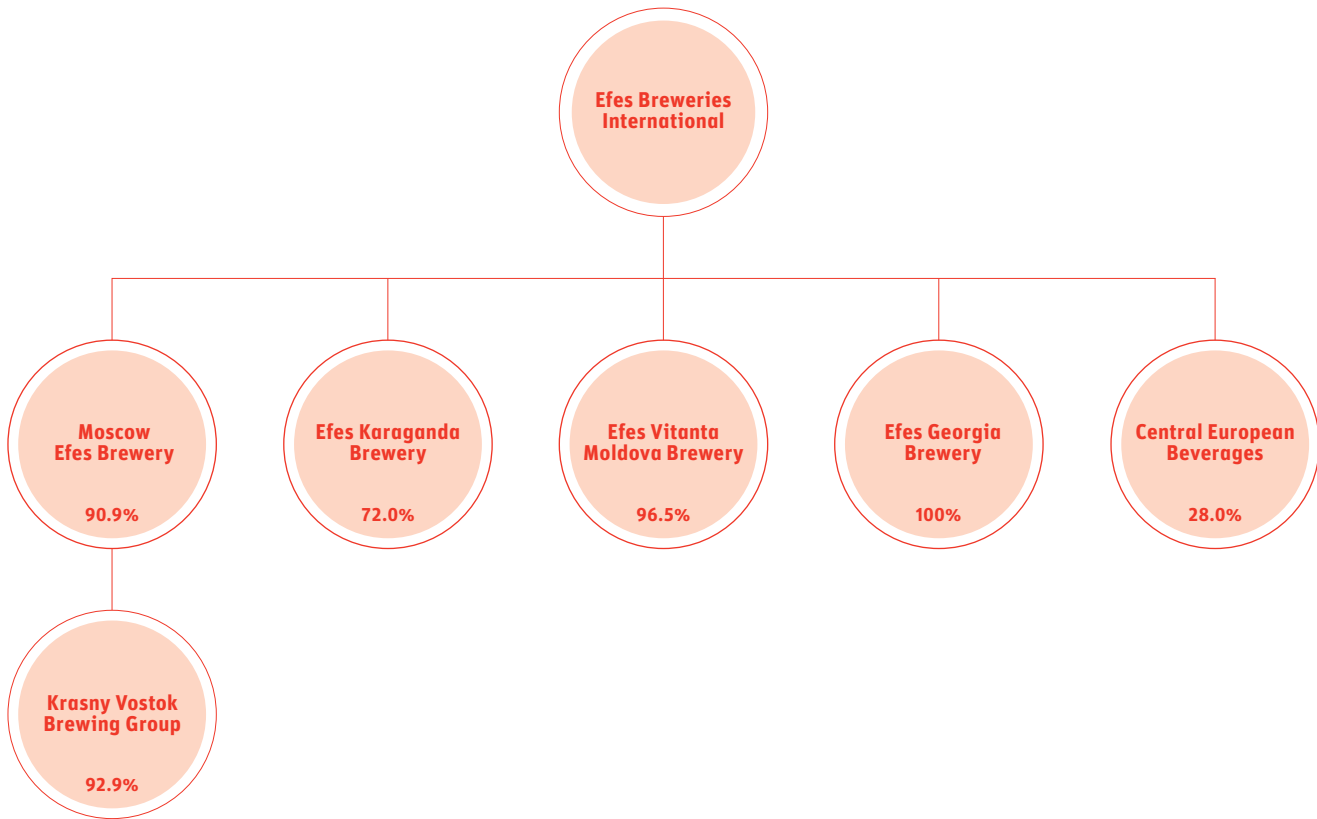 Efes Breweries
International
Moscow
Efes Brewery
90.9%
Efes Karaganda
Brewery
72.0%
Efes Vitanta
Moldova Brewery
96.5%
Efes Georgia
Brewery
100%
Central European
Beverages
28.0%
Krasny Vostok
Brewing Group
92.9%